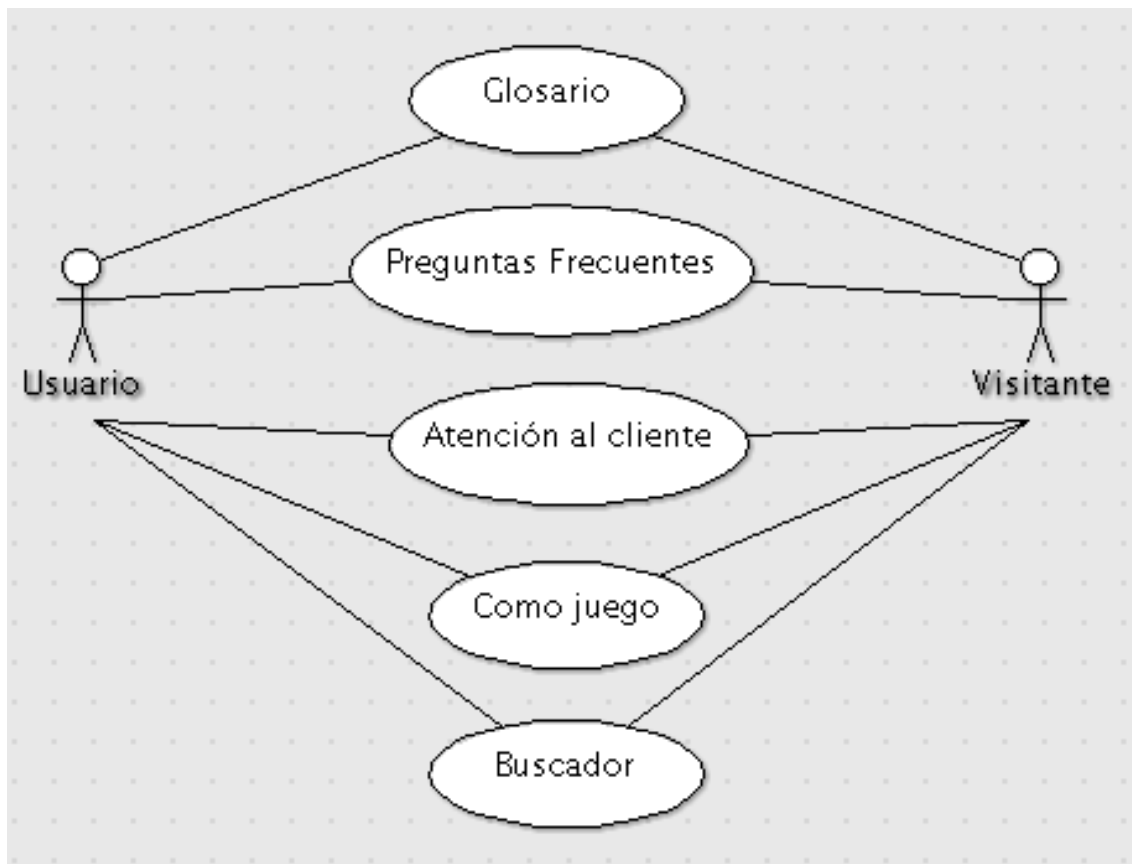 Glosario
Preguntas Frecuentes
Usuario
Visitante
Atención al cliente
Como juego
Buscador